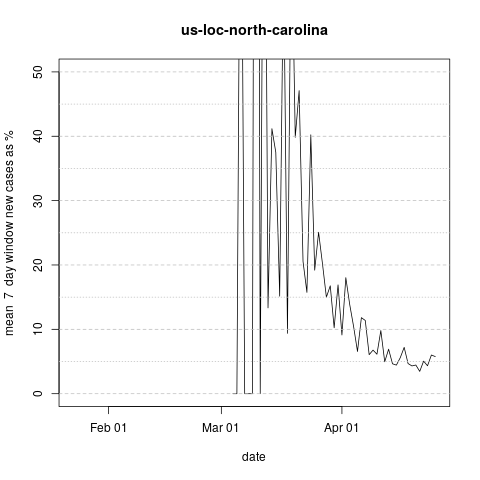 us-loc-north-carolina
mean 7 day window new cases as %
50
40
30
20
10
0
Feb 01
Mar 01
Apr 01
date